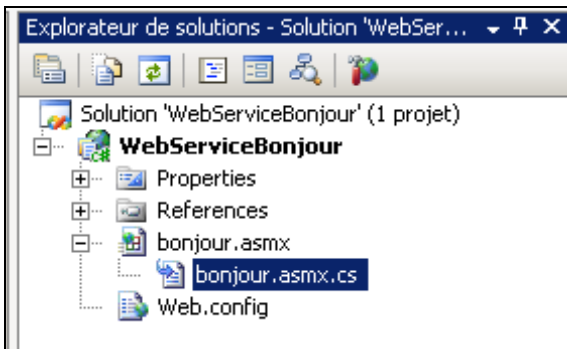 Explorateur de solutions - Solution 'WebSer...
Solution 'WebServiceBonjour' (1 projet)
WebServiceBonjour
Properties
References
bonjour.asmx
bonjour.asmx.cs
Web.config